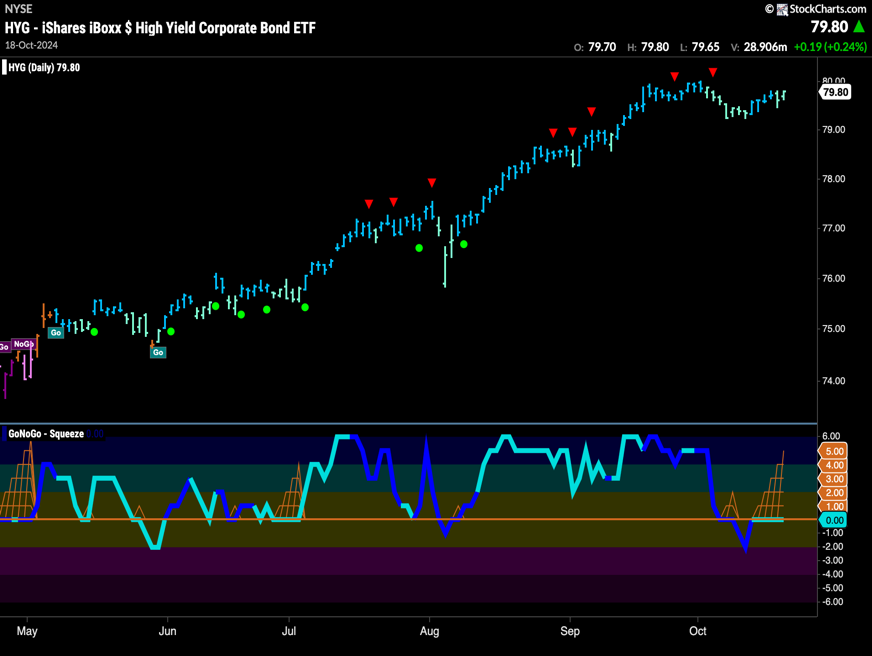 NYSE
© StockCharts.com
HYG - iShares iBoxx $ High Yield Corporate Bond ETF
79.80
18-Oct-2024
O: 79.70 H: 79.80 L: 79.65 V: 28.906m +0.19 (+0.24%)
HYG (Daily) 79.80
80.00
79.80
79.00
78.00
77.00
76.00
75.00
74.00
Go
NoGo
Go
Go
GoNoGo - Squeeze
6.00
5.00
4.00
3.00
2.00
1.00
0.00
-1.00
-2.00
-3.00
-4.00
-5.00
-6.00
May Jun Jul Aug Sep Oct